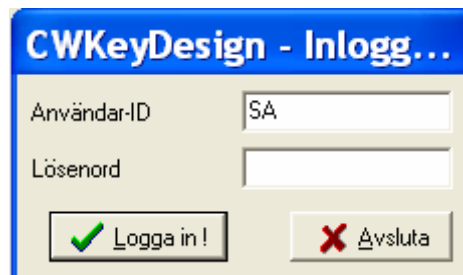 CWKeyDesign - Inlogg...
Användar-ID SA
Lösenord
Logga in ! Avsluta